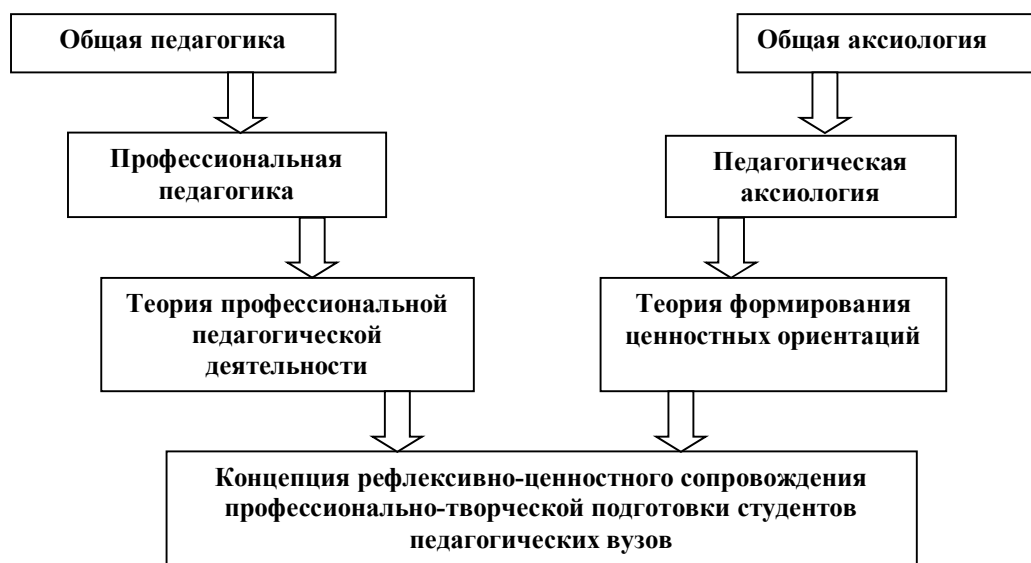 Общая педагогика
Общая аксиология
Профессиональная
педагогика
Педагогическая
аксиология
Теория профессиональной
педагогической
деятельности
Теория формирования
ценностных ориентаций
Концепция рефлексивно-ценностного сопровождения
профессионально-творческой подготовки студентов
педагогических вузов